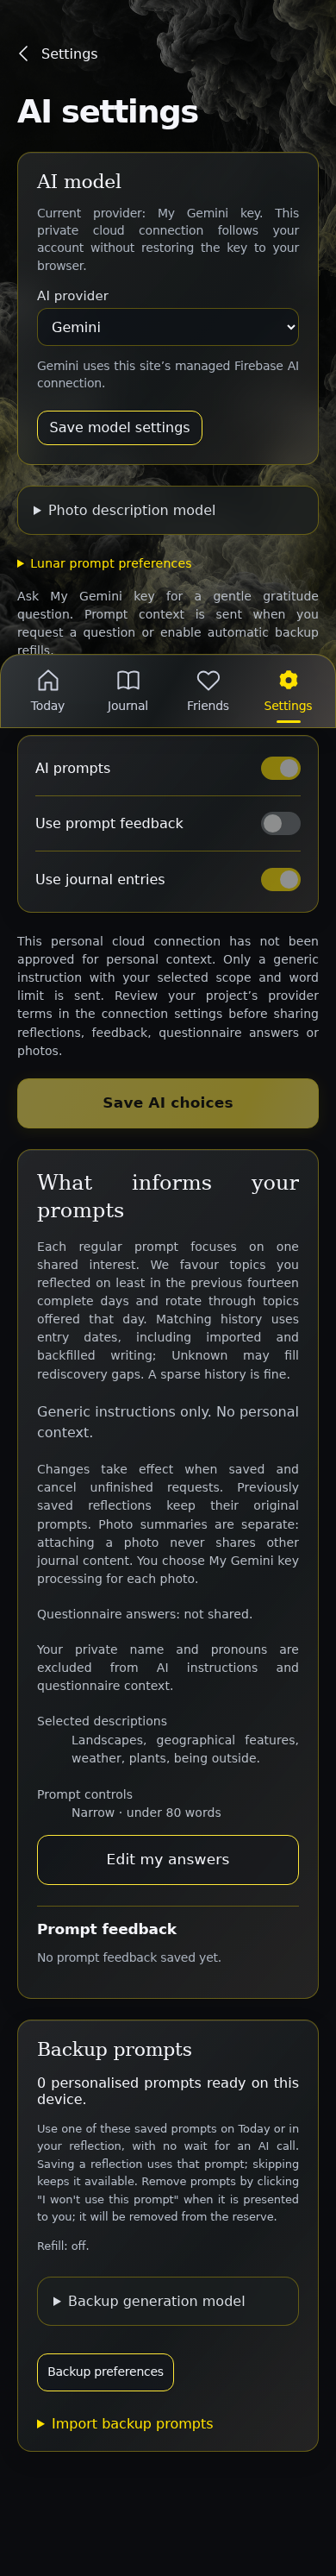 Settings
AI settings
AI model
Current provider: My Gemini key. This
private cloud connection follows your
account without restoring the key to your
browser.
AI provider
Gemini
Gemini uses this site’s managed Firebase AI
connection.
Save model settings
Photo description model
Lunar prompt preferences
Ask My Gemini key for a gentle gratitude
question. Prompt context is sent when you
request a question or enable automatic backup
refills.
Today
Journal
Friends
Settings
AI prompts
Use prompt feedback
Use journal entries
This personal cloud connection has not been
approved for personal context. Only a generic
instruction with your selected scope and word
limit is sent. Review your project’s provider
terms in the connection settings before sharing
reflections, feedback, questionnaire answers or
photos.
Save AI choices
What informs your
prompts
Each regular prompt focuses on one
shared interest. We favour topics you
reflected on least in the previous fourteen
complete days and rotate through topics
offered that day. Matching history uses
entry dates, including imported and
backfilled writing; Unknown may fill
rediscovery gaps. A sparse history is fine.
Generic instructions only. No personal
context.
Changes take effect when saved and
cancel unfinished requests. Previously
saved reflections keep their original
prompts. Photo summaries are separate:
attaching a photo never shares other
journal content. You choose My Gemini key
processing for each photo.
Questionnaire answers: not shared.
Your private name and pronouns are
excluded from AI instructions and
questionnaire context.
Selected descriptions
Landscapes, geographical features,
weather, plants, being outside.
Prompt controls
Narrow · under 80 words
Edit my answers
Prompt feedback
No prompt feedback saved yet.
Backup prompts
0 personalised prompts ready on this
device.
Use one of these saved prompts on Today or in
your reflection, with no wait for an AI call.
Saving a reflection uses that prompt; skipping
keeps it available. Remove prompts by clicking
"I won't use this prompt" when it is presented
to you; it will be removed from the reserve.
Refill: off.
Backup generation model
Backup preferences
Import backup prompts